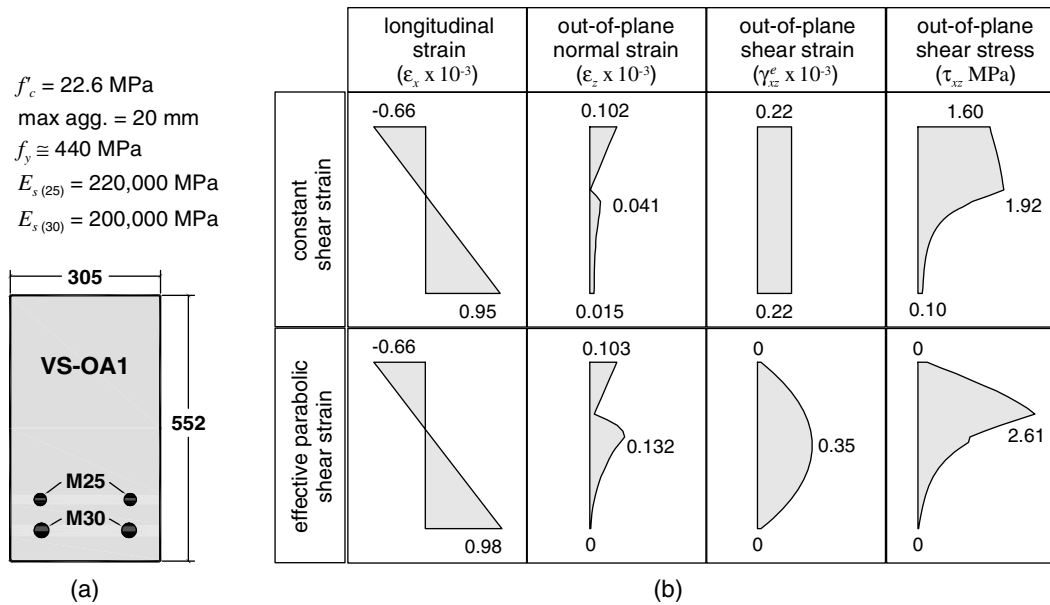 f'c = 22.6 MPa
max agg. = 20 mm
fy ≅ 440 MPa
Es (25) = 220,000 MPa
Es (30) = 200,000 MPa
305
VS-OA1
552
M25
M30
(a)
longitudinal
strain
(εx x 10-3)
out-of-plane
normal strain
(εz x 10-3)
out-of-plane
shear strain
(γexz x 10-3)
out-of-plane
shear stress
(τxz MPa)
constant
shear strain
-0.66
0.95
0.102
0.041
0.015
0.22
0.22
1.60
1.92
0.10
effective parabolic
shear strain
-0.66
0.98
0.103
0.132
0
0
0.35
0
0
2.61
0
(b)